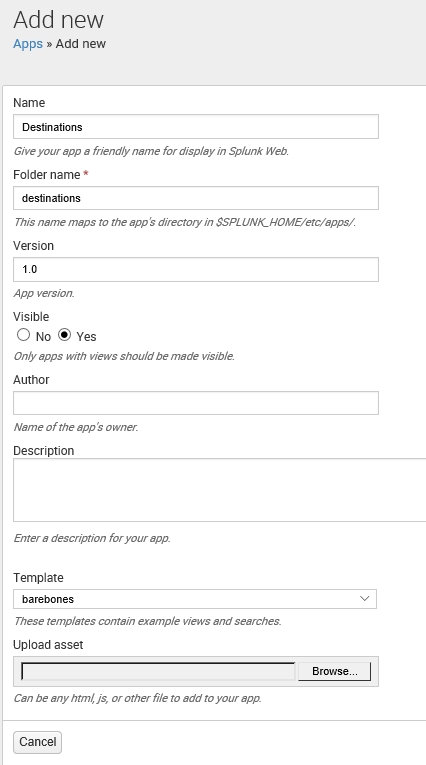 Add new
Apps » Add new
Name
Destinations
Give your app a friendly name for display in Splunk Web.
Folder name *
destinations
This name maps to the app's directory in $SPLUNK_HOME/etc/apps/.
Version
1.0
App version.
Visible
No Yes
Only apps with views should be made visible.
Author
Name of the app's owner.
Description
Enter a description for your app.
Template
barebones
These templates contain example views and searches.
Upload asset
Browse...
Can be any html, js, or other file to add to your app.
Cancel